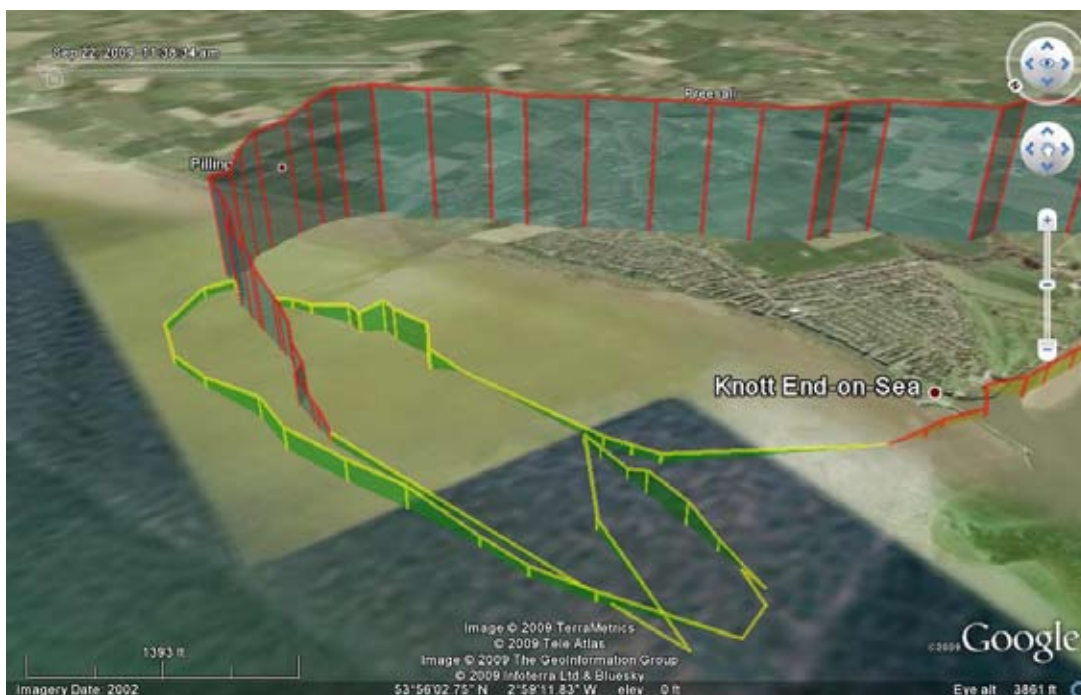 Sep 22, 2009 11:38:34 am
Preesall
Pilling
Knott End-on-Sea
Image © 2009 TerraMetrics
© 2009 Tele Atlas
Image © 2009 The GeoInformation Group
© 2009 Infoterra Ltd & Bluesky
©2009 Google
1393 ft
Imagery Date: 2002
53°56'02.75" N 2°59'11.83" W elev 0 ft
Eye alt 3861 ft